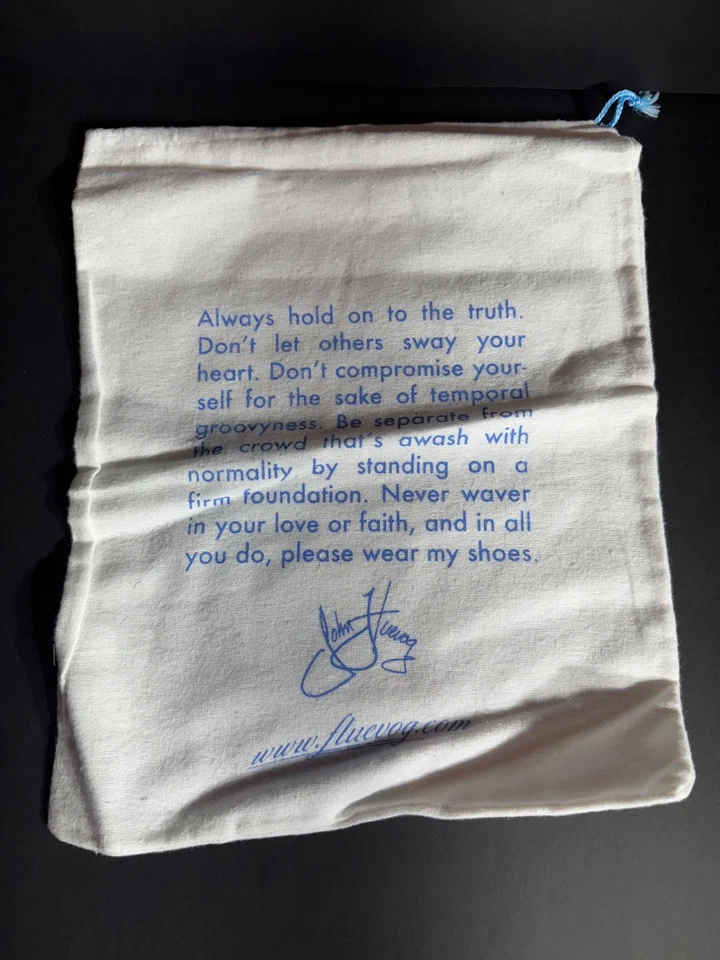 Always hold on to the truth.
Don't let others sway your
heart. Don't compromise your-
self for the sake of temporal
groovyness. Be separate from
the crowd that's awash with
normality by standing on a
firm foundation. Never waver
in your love or faith, and in all
you do, please wear my shoes.
John Fluevog
www.fluevog.com